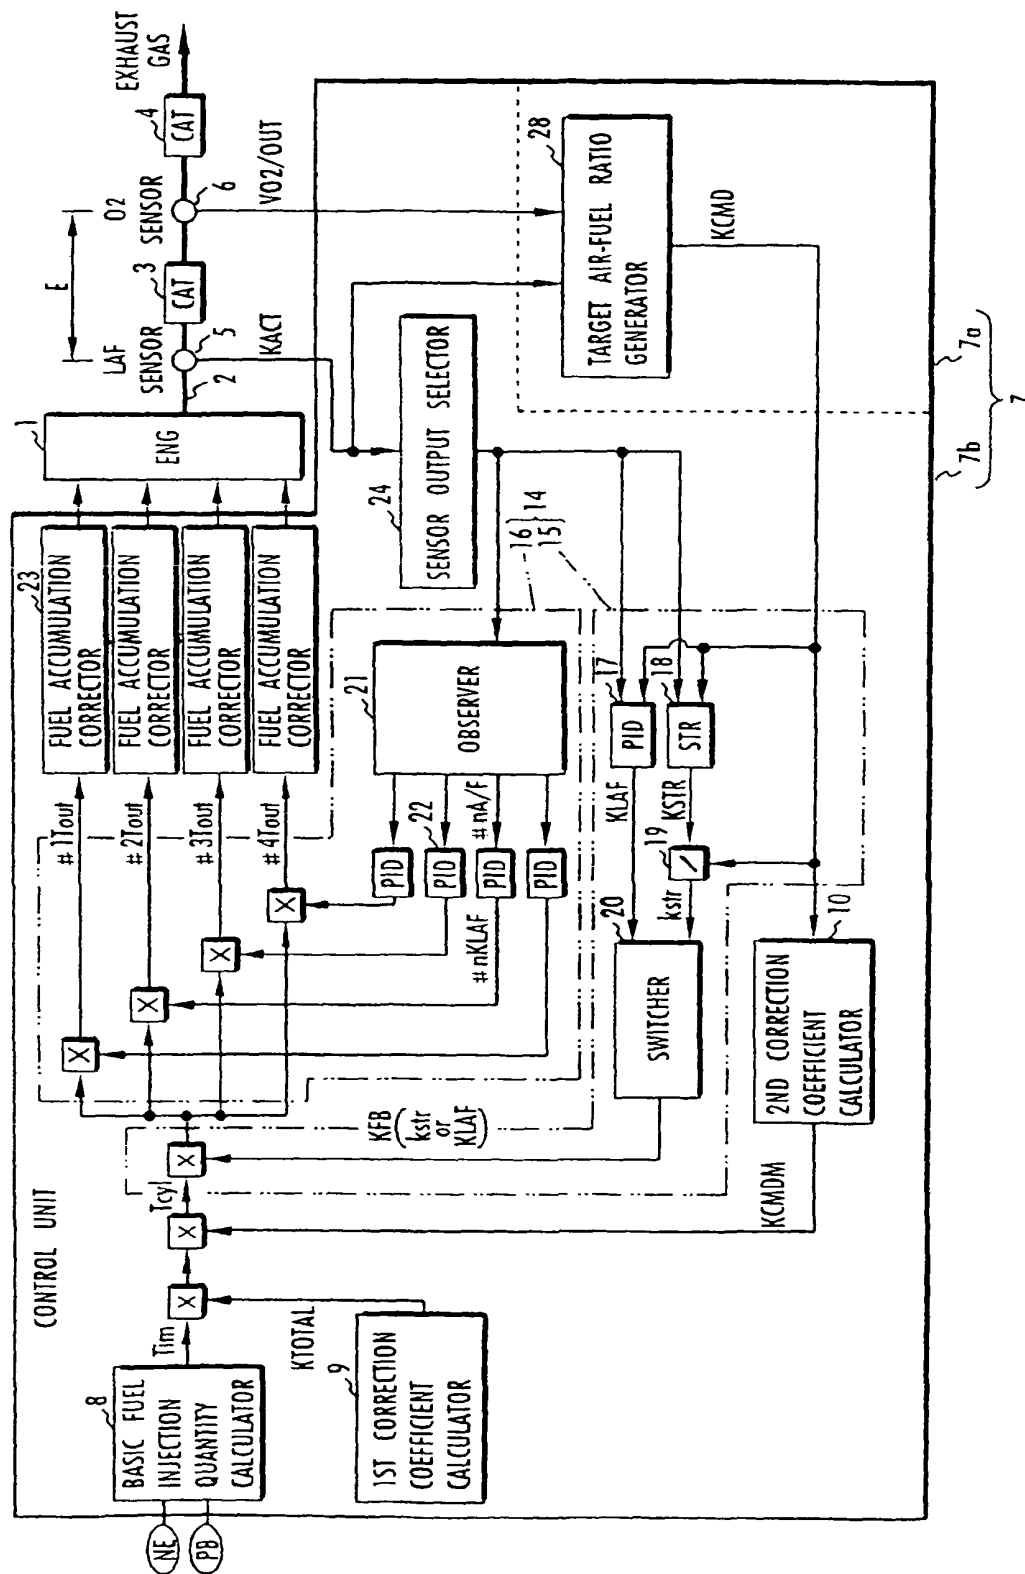 CONTROL UNIT
NE
PB
8
BASIC FUEL
INJECTION
QUANTITY
CALCULATOR
Tim
X
X
Tcyl
X
KTOTAL
9
1ST CORRECTION
COEFFICIENT
CALCULATOR
KCMDM
KFB
kstr
or
KLAF
X
X
X
X
#1Tout
#2Tout
#3Tout
#4Tout
23
FUEL ACCUMULATION
CORRECTOR
FUEL ACCUMULATION
CORRECTOR
FUEL ACCUMULATION
CORRECTOR
FUEL ACCUMULATION
CORRECTOR
1
ENG
2
LAF
SENSOR
5
KACT
E
3
CAT
O2
SENSOR
6
VO2/OUT
4
CAT
EXHAUST
GAS
24
SENSOR OUTPUT SELECTOR
28
TARGET AIR-FUEL RATIO
GENERATOR
KCMD
16
15
14
21
OBSERVER
PID
PID
22
PID
PID
#nA/F
#nKLAF
17
PID
KLAF
18
STR
KSTR
19
/
kstr
20
SWITCHER
10
2ND CORRECTION
COEFFICIENT
CALCULATOR
7b
7a
7